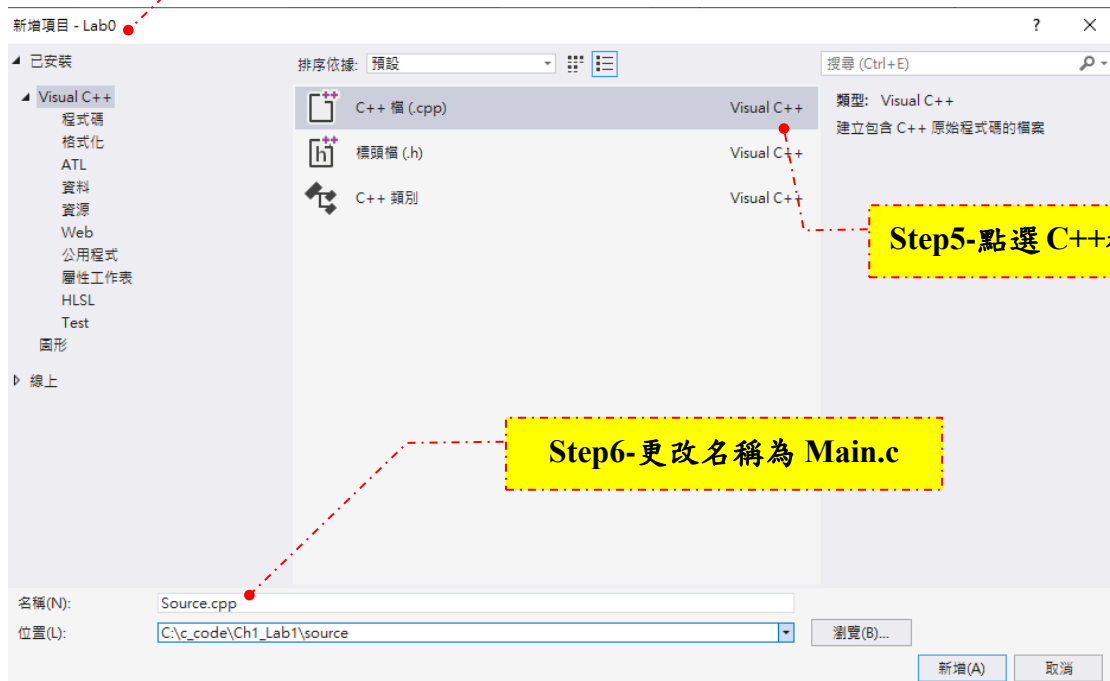 新增項目 - Lab0
? ×
已安裝
Visual C++
程式碼
格式化
ATL
資料
資源
Web
公用程式
屬性工作表
HLSL
Test
圖形
線上
排序依據: 預設
C++ 檔 (.cpp) Visual C++
標頭檔 (.h) Visual C++
C++ 類別 Visual C++
搜尋 (Ctrl+E)
類型: Visual C++
建立包含 C++ 原始程式碼的檔案
Step5-點選 C++
Step6-更改名稱為 Main.c
名稱(N): Source.cpp
位置(L): C:\c_code\Ch1_Lab1\source
瀏覽(B)...
新增(A) 取消